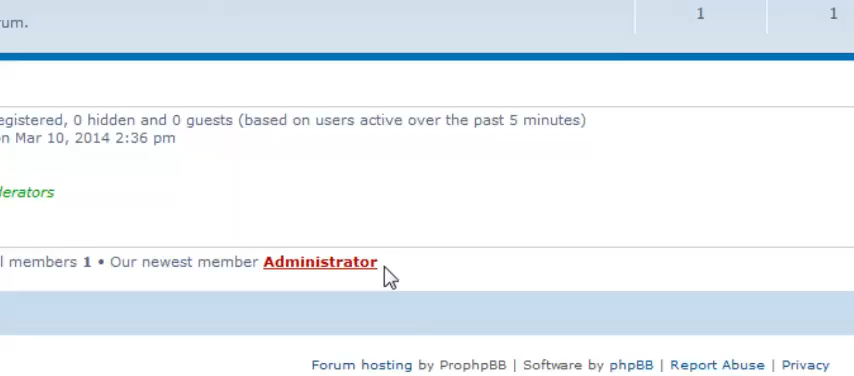 1 1
rum.
egistered, 0 hidden and 0 guests (based on users active over the past 5 minutes)
n Mar 10, 2014 2:36 pm
erators
l members 1 • Our newest member Administrator
Forum hosting by ProphpBB | Software by phpBB | Report Abuse | Privacy